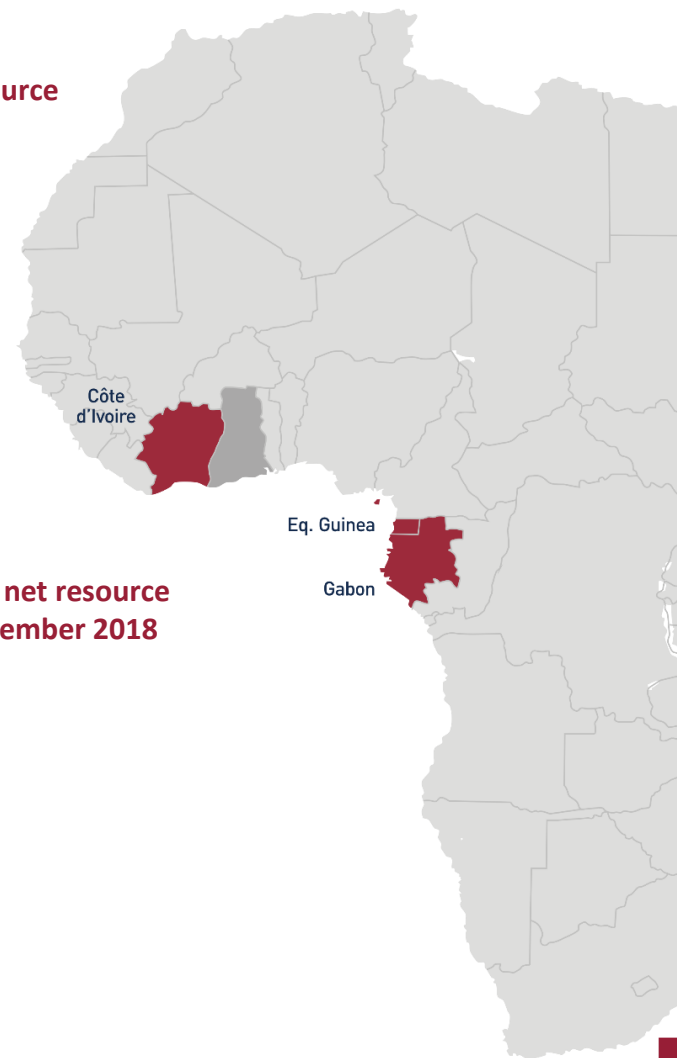 urce
Côte
d'Ivoire
Eq. Guinea
net resource
Gabon
ember 2018